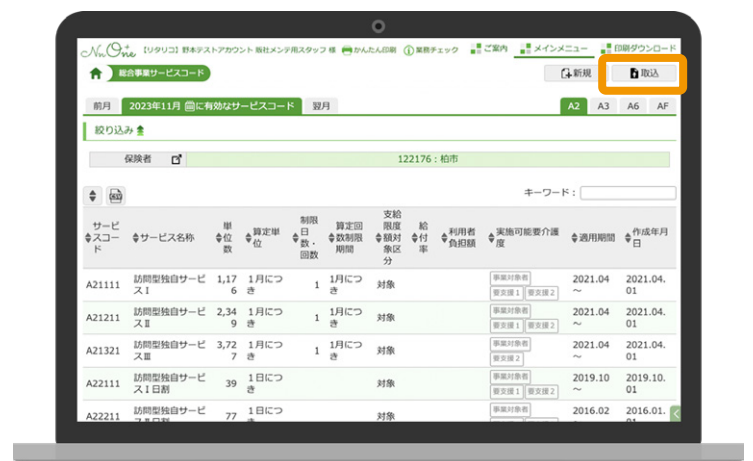 NnOne 【リタリコ】野本テストアカウント 販社メンテ用スタッフ 様 かんたん印刷 業務チェック ご案内 メインメニュー 印刷ダウンロード
総合事業サービスコード 新規 取込
前月 2023年11月 に有効なサービスコード 翌月 A2 A3 A6 AF
絞り込み
保険者 122176：柏市
キーワード：
サービスコード サービス名称 単位数 算定単位 制限日数・回数 算定回数制限期間 支給限度額対象区分 給付率 利用者負担額 実施可能要介護度 適用期間 作成年月日
A21111 訪問型独自サービスⅠ 1,176 1月につき 1 1月につき 対象 事業対象者 要支援1 要支援2 2021.04～ 2021.04.01
A21211 訪問型独自サービスⅡ 2,349 1月につき 1 1月につき 対象 事業対象者 要支援1 要支援2 2021.04～ 2021.04.01
A21321 訪問型独自サービスⅢ 3,727 1月につき 1 1月につき 対象 事業対象者 要支援2 2021.04～ 2021.04.01
A22111 訪問型独自サービスⅠ日割 39 1日につき 対象 事業対象者 要支援1 要支援2 2019.10～ 2019.10.01
A22211 訪問型独自サービスⅡ日割 77 1日につき 対象 事業対象者 2016.02 2016.01.